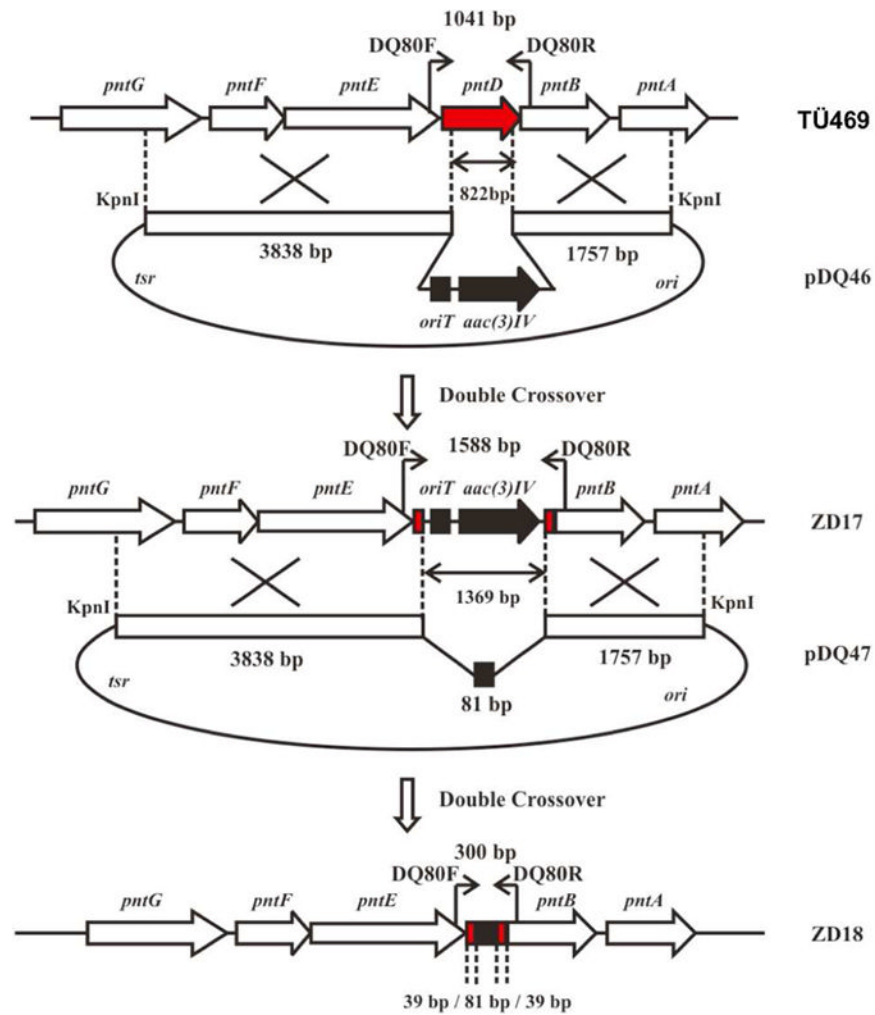 1041 bp
DQ80F DQ80R
pntG pntF pntE pntD pntB pntA
TÜ469
822bp
KpnI KpnI
3838 bp 1757 bp
tsr ori pDQ46
oriT aac(3)IV
Double Crossover
DQ80F 1588 bp DQ80R
pntG pntF pntE oriT aac(3)IV pntB pntA
ZD17
KpnI 1369 bp KpnI
3838 bp 1757 bp pDQ47
tsr 81 bp ori
Double Crossover
300 bp
DQ80F DQ80R
pntG pntF pntE pntB pntA
ZD18
39 bp / 81 bp / 39 bp